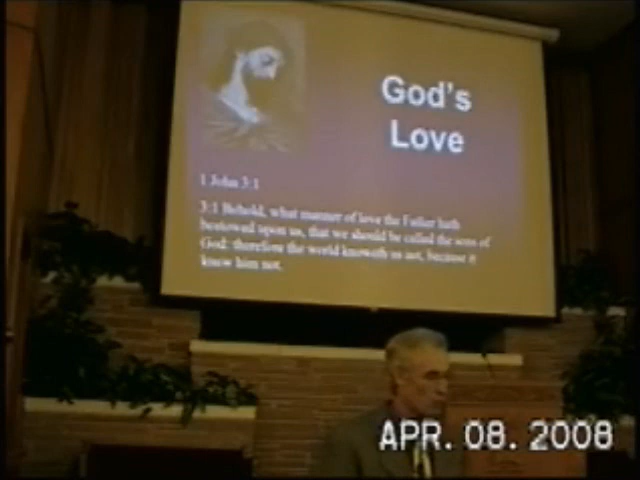 God's
Love
1 John 3:1
3:1 Behold, what manner of love the Father hath
bestowed upon us, that we should be called the sons of
God: therefore the world knoweth us not, because it
knew him not.
APR. 08. 2008